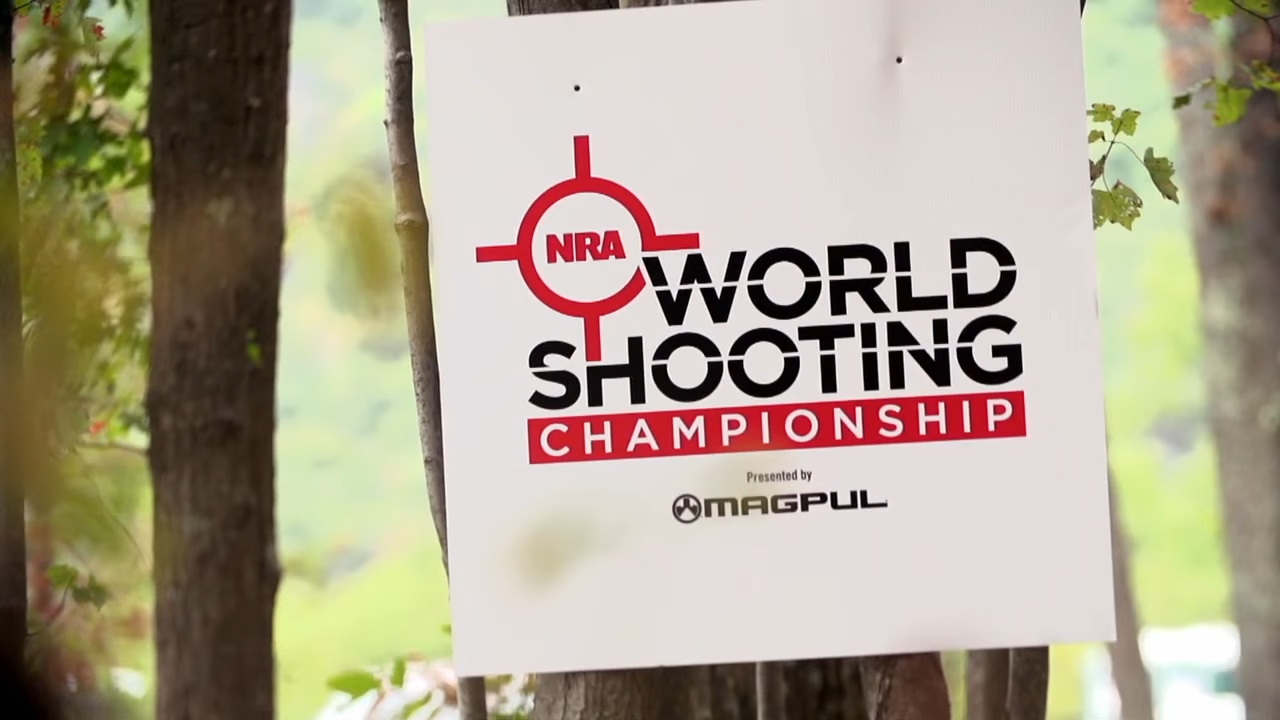 NRA
WORLD
SHOOTING
CHAMPIONSHIP
Presented by
MAGPUL